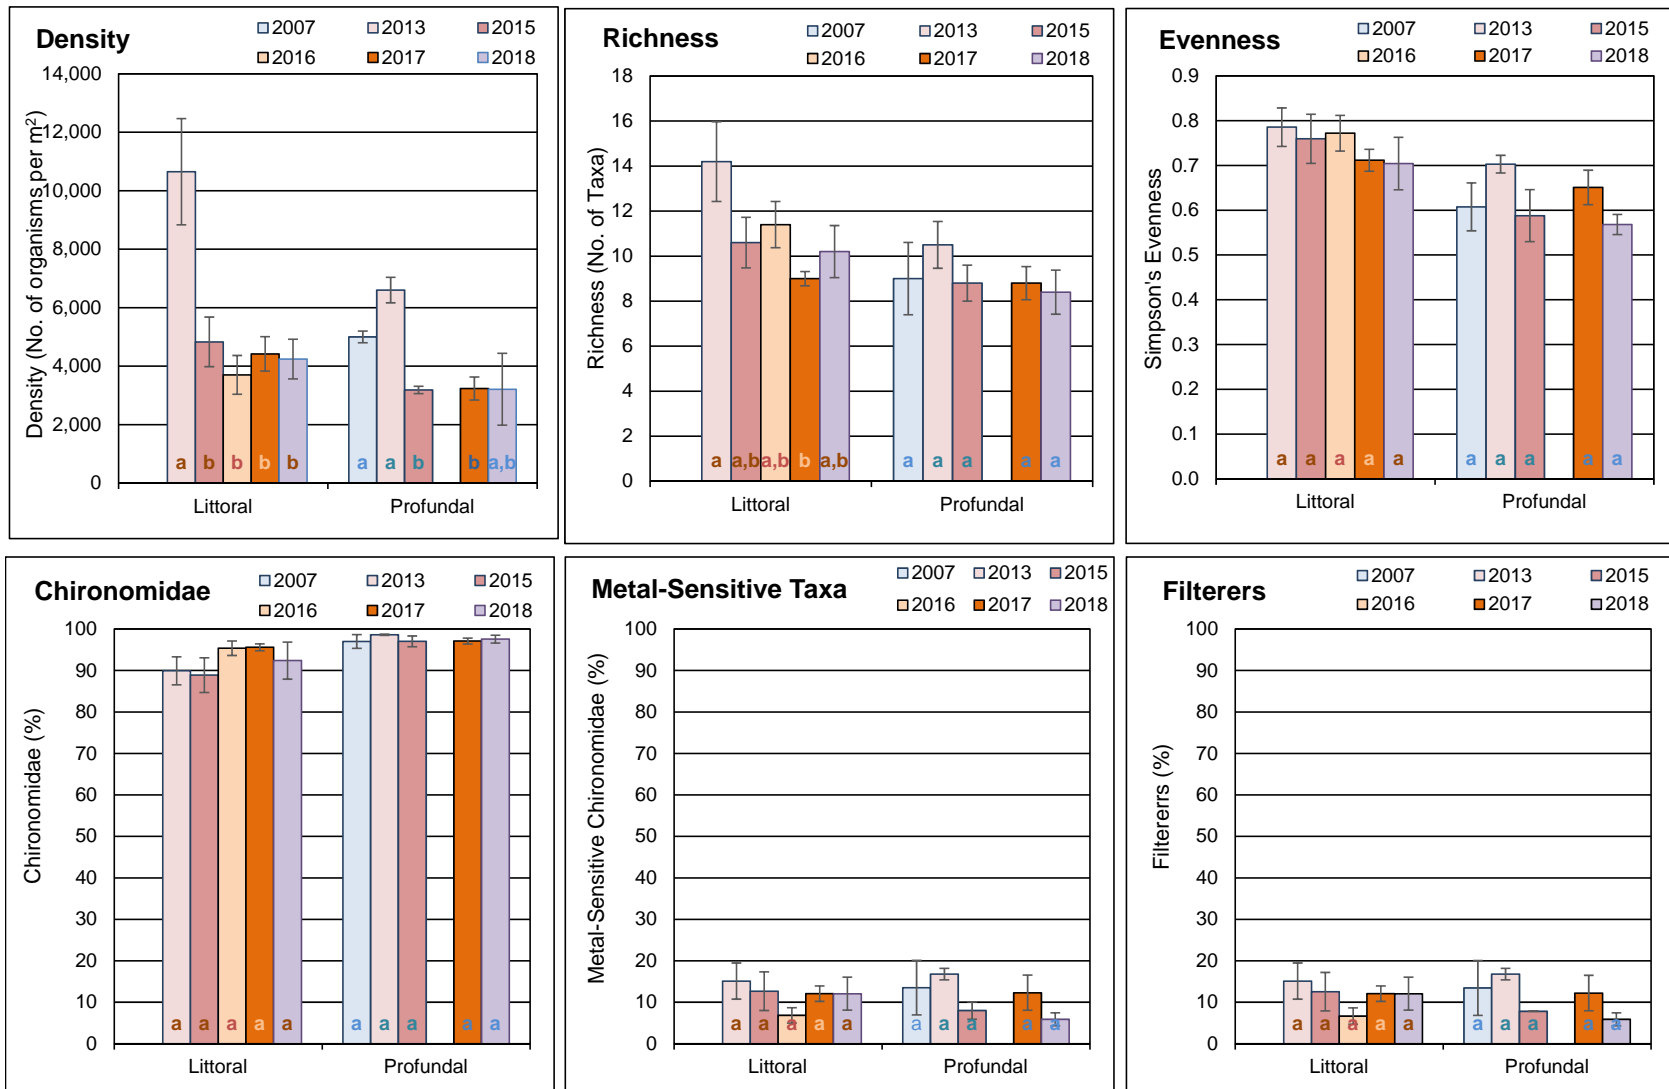 Density
2007 2013 2015
2016 2017 2018
14,000
12,000
10,000
8,000
6,000
4,000
2,000
0
Density (No. of organisms per m²)
a b b b b a a b b a,b
Littoral Profundal
Richness
2007 2013 2015
2016 2017 2018
18
16
14
12
10
8
6
4
2
0
Richness (No. of Taxa)
a a,b a,b b a,b a a a a a
Littoral Profundal
Evenness
2007 2013 2015
2016 2017 2018
0.9
0.8
0.7
0.6
0.5
0.4
0.3
0.2
0.1
0.0
Simpson's Evenness
a a a a a a a a a a
Littoral Profundal
Chironomidae
2007 2013 2015
2016 2017 2018
100
90
80
70
60
50
40
30
20
10
0
Chironomidae (%)
a a a a a a a a a a
Littoral Profundal
Metal-Sensitive Taxa
2007 2013 2015
2016 2017 2018
100
90
80
70
60
50
40
30
20
10
0
Metal-Sensitive Chironomidae (%)
a a a a a a a a a a
Littoral Profundal
Filterers
2007 2013 2015
2016 2017 2018
100
90
80
70
60
50
40
30
20
10
0
Filterers (%)
a a a a a a a a a a
Littoral Profundal